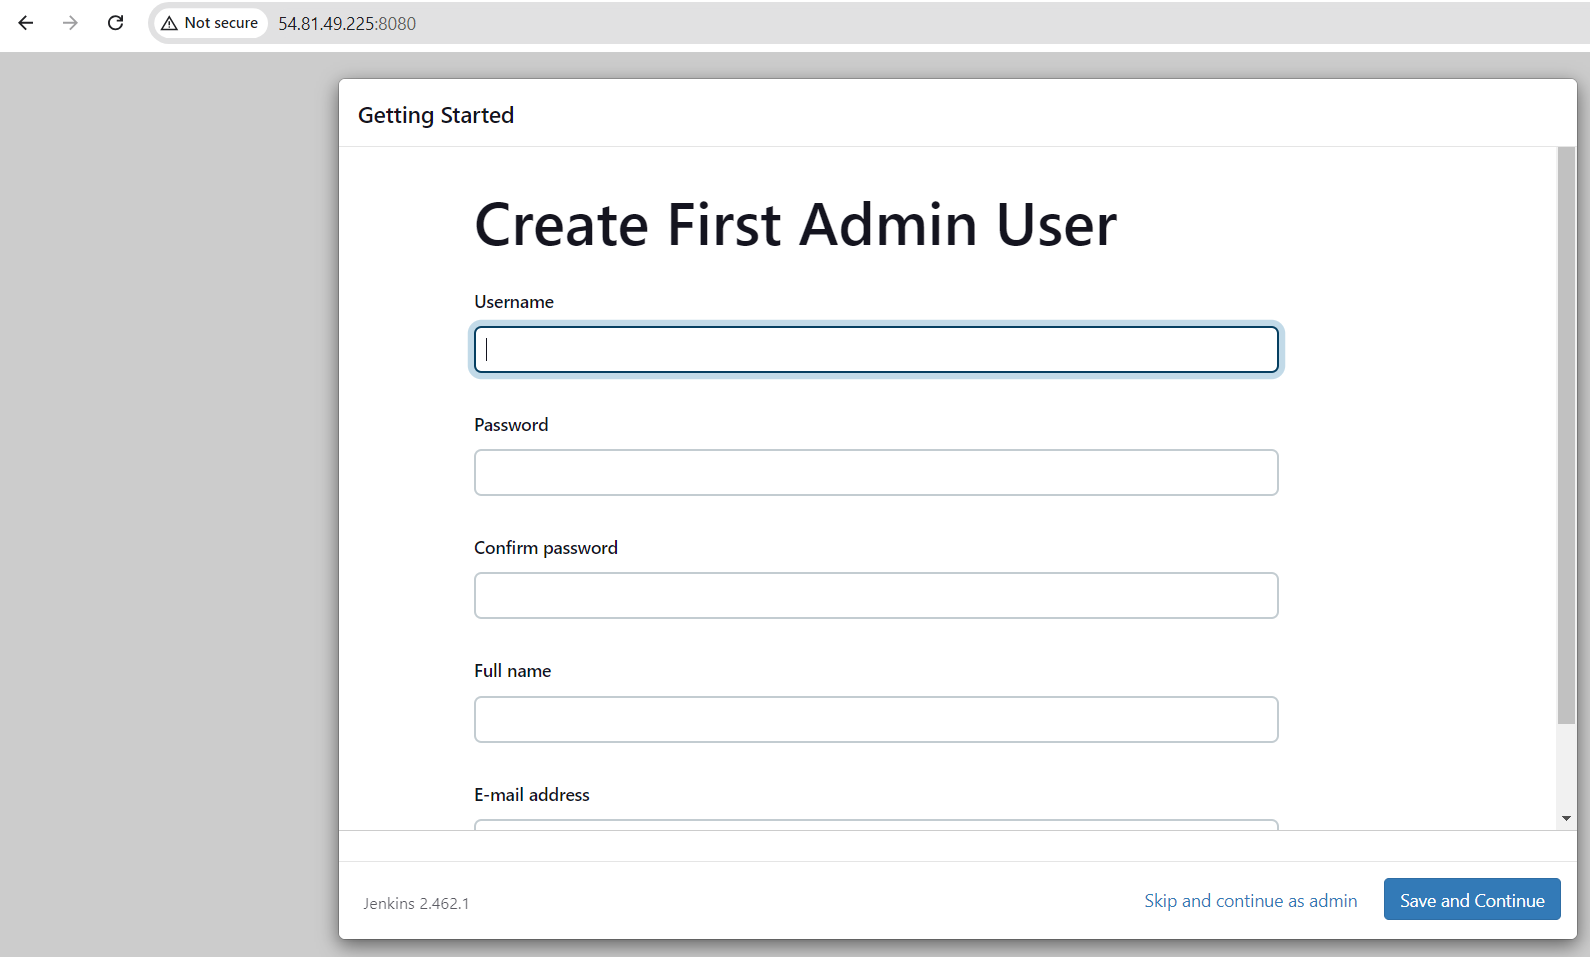 Not secure 54.81.49.225:8080
Getting Started
Create First Admin User
Username
Password
Confirm password
Full name
E-mail address
Jenkins 2.462.1
Skip and continue as admin
Save and Continue